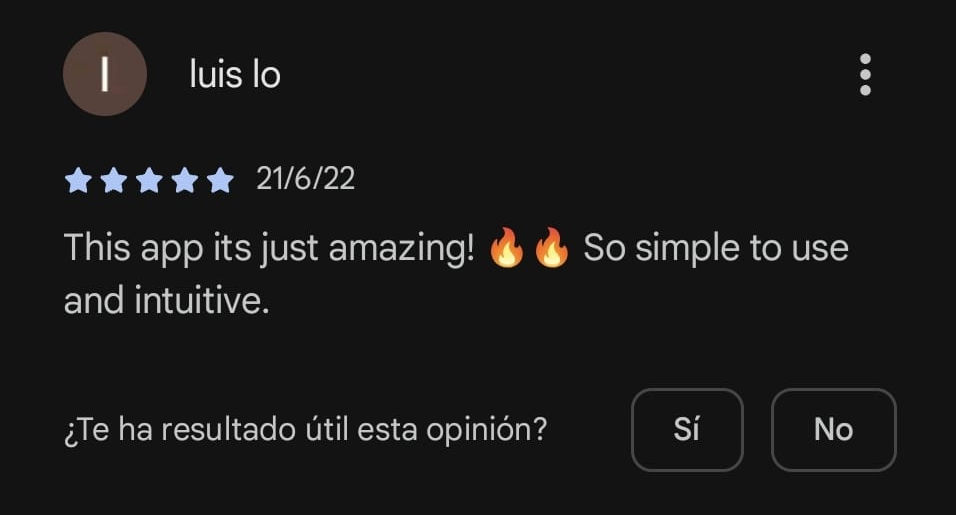 l
luis lo
21/6/22
This app its just amazing! 🔥🔥 So simple to use
and intuitive.
¿Te ha resultado útil esta opinión?
Sí
No